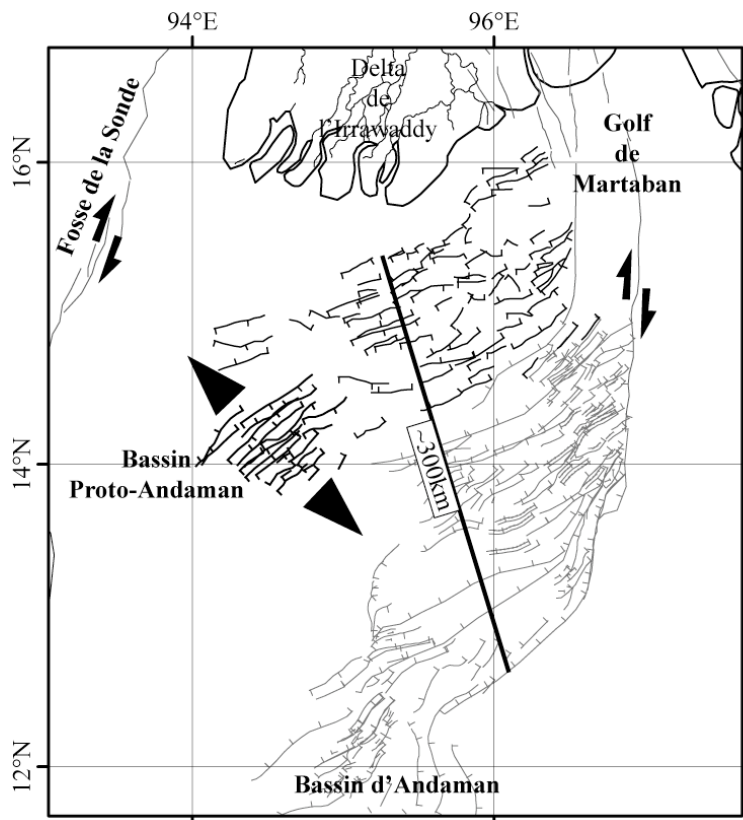 94°E
96°E
Delta
de
l'Irrawaddy
Fosse de la Sonde
Golf
de
Martaban
16°N
14°N
~300km
Bassin
Proto-Andaman
12°N
Bassin d'Andaman